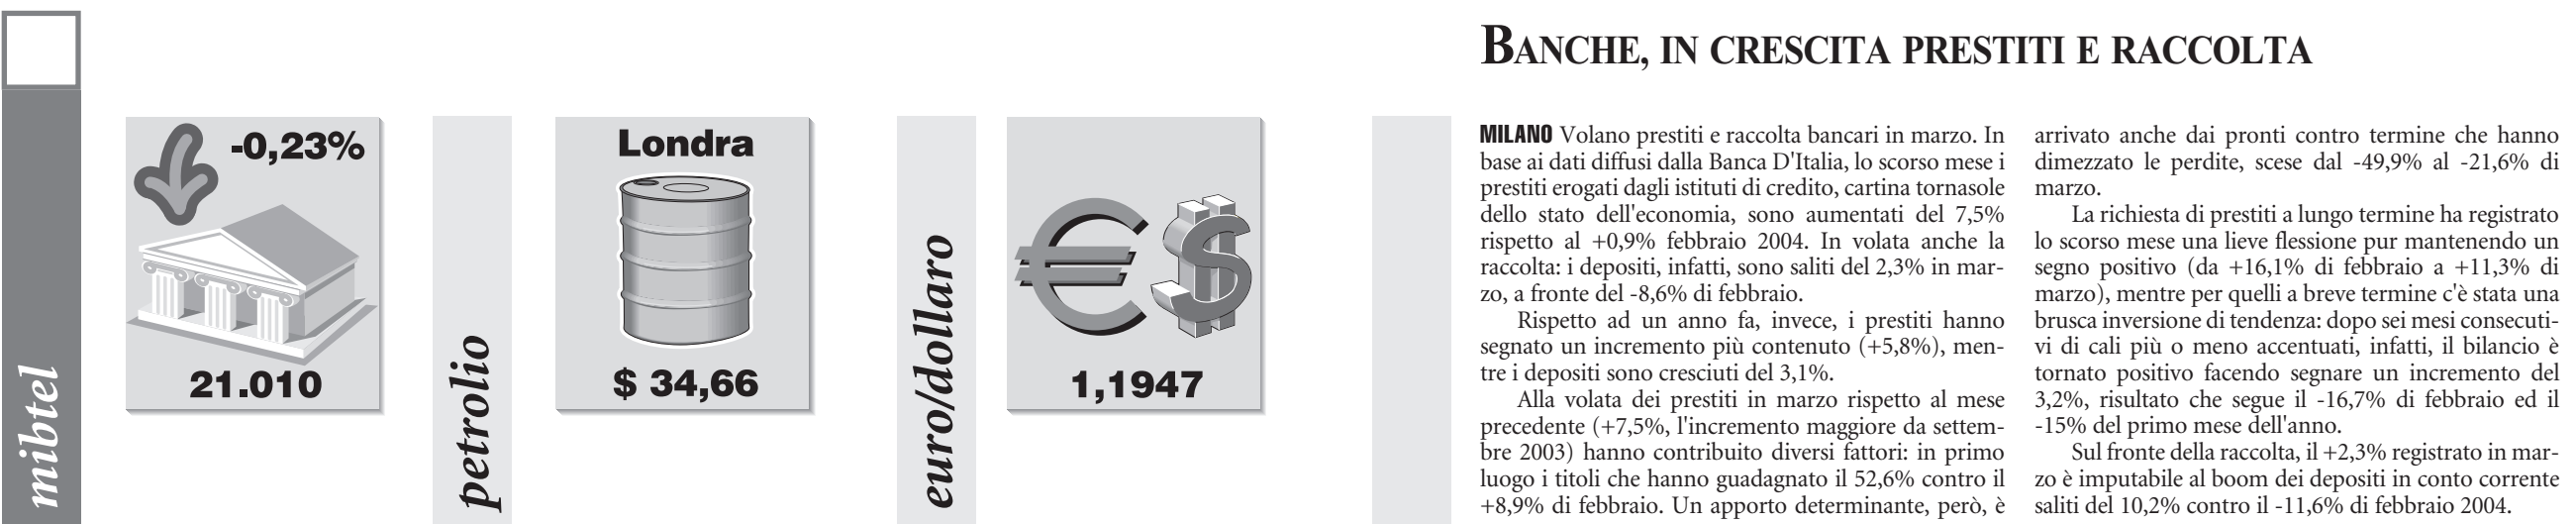 mibtel
-0,23%
21.010
petrolio
Londra
$ 34,66
euro/dollaro
1,1947
BANCHE, IN CRESCITA PRESTITI E RACCOLTA
MILANO Volano prestiti e raccolta bancari in marzo. In
base ai dati diffusi dalla Banca D'Italia, lo scorso mese i
prestiti erogati dagli istituti di credito, cartina tornasole
dello stato dell'economia, sono aumentati del 7,5%
rispetto al +0,9% febbraio 2004. In volata anche la
raccolta: i depositi, infatti, sono saliti del 2,3% in mar-
zo, a fronte del -8,6% di febbraio.
Rispetto ad un anno fa, invece, i prestiti hanno
segnato un incremento più contenuto (+5,8%), men-
tre i depositi sono cresciuti del 3,1%.
Alla volata dei prestiti in marzo rispetto al mese
precedente (+7,5%, l'incremento maggiore da settem-
bre 2003) hanno contribuito diversi fattori: in primo
luogo i titoli che hanno guadagnato il 52,6% contro il
+8,9% di febbraio. Un apporto determinante, però, è
arrivato anche dai pronti contro termine che hanno
dimezzato le perdite, scese dal -49,9% al -21,6% di
marzo.
La richiesta di prestiti a lungo termine ha registrato
lo scorso mese una lieve flessione pur mantenendo un
segno positivo (da +16,1% di febbraio a +11,3% di
marzo), mentre per quelli a breve termine c'è stata una
brusca inversione di tendenza: dopo sei mesi consecuti-
vi di cali più o meno accentuati, infatti, il bilancio è
tornato positivo facendo segnare un incremento del
3,2%, risultato che segue il -16,7% di febbraio ed il
-15% del primo mese dell'anno.
Sul fronte della raccolta, il +2,3% registrato in mar-
zo è imputabile al boom dei depositi in conto corrente
saliti del 10,2% contro il -11,6% di febbraio 2004.